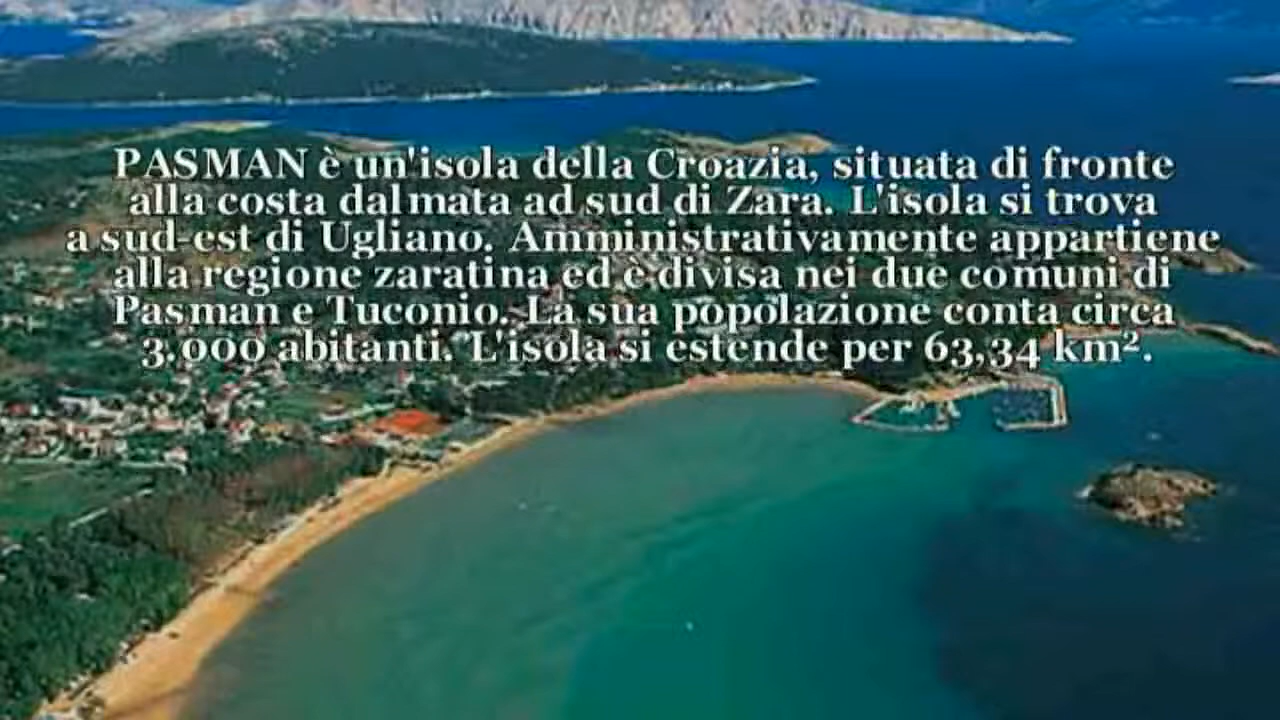 PASMAN è un'isola della Croazia, situata di fronte
alla costa dalmata ad sud di Zara. L'isola si trova
a sud-est di Ugliano. Amministrativamente appartiene
alla regione zaratina ed è divisa nei due comuni di
Pasman e Tuconio. La sua popolazione conta circa
3.000 abitanti. L'isola si estende per 63,34 km².